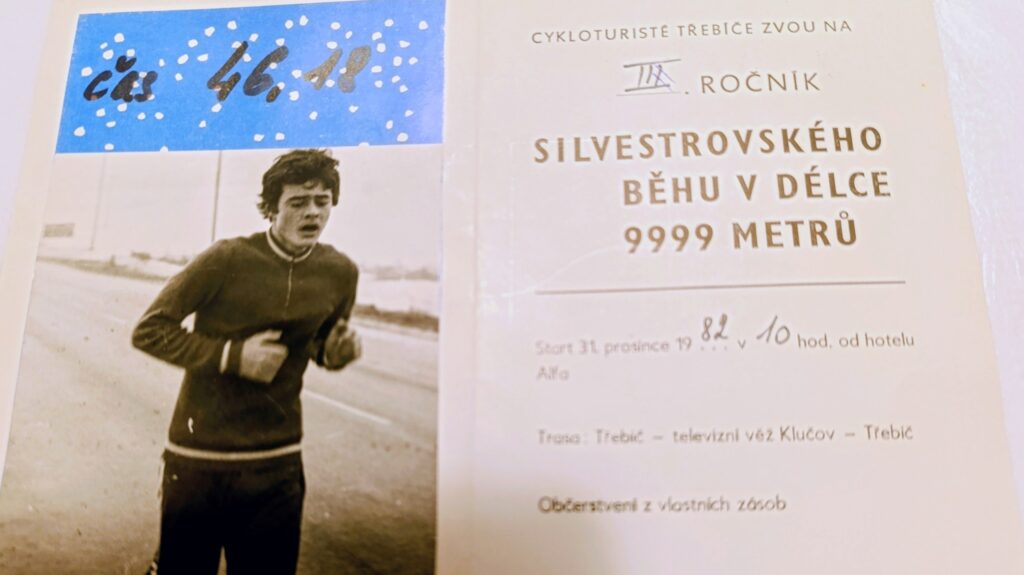 čas 46,18
CYKLOTURISTÉ TŘEBÍČE ZVOU NA
IIX. ROČNÍK
SILVESTROVSKÉHO
BĚHU V DÉLCE
9999 METRŮ
Start 31. prosince 1982 v 10 hod. od hotelu
Alfa
Trasa: Třebíč – televizní věž Klučov – Třebíč
Občerstvení z vlastních zásob